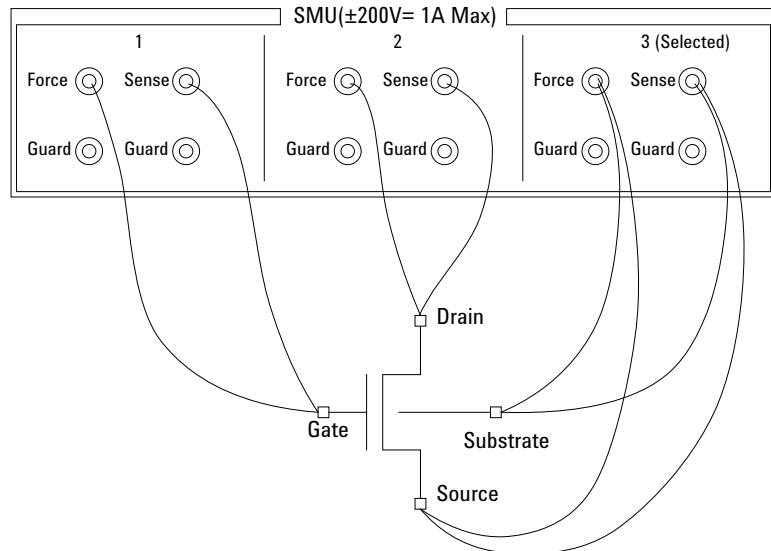 SMU(±200V= 1A Max)
1 2 3 (Selected)
Force Sense Force Sense Force Sense
Guard Guard Guard Guard Guard Guard
Drain
Gate Substrate
Source